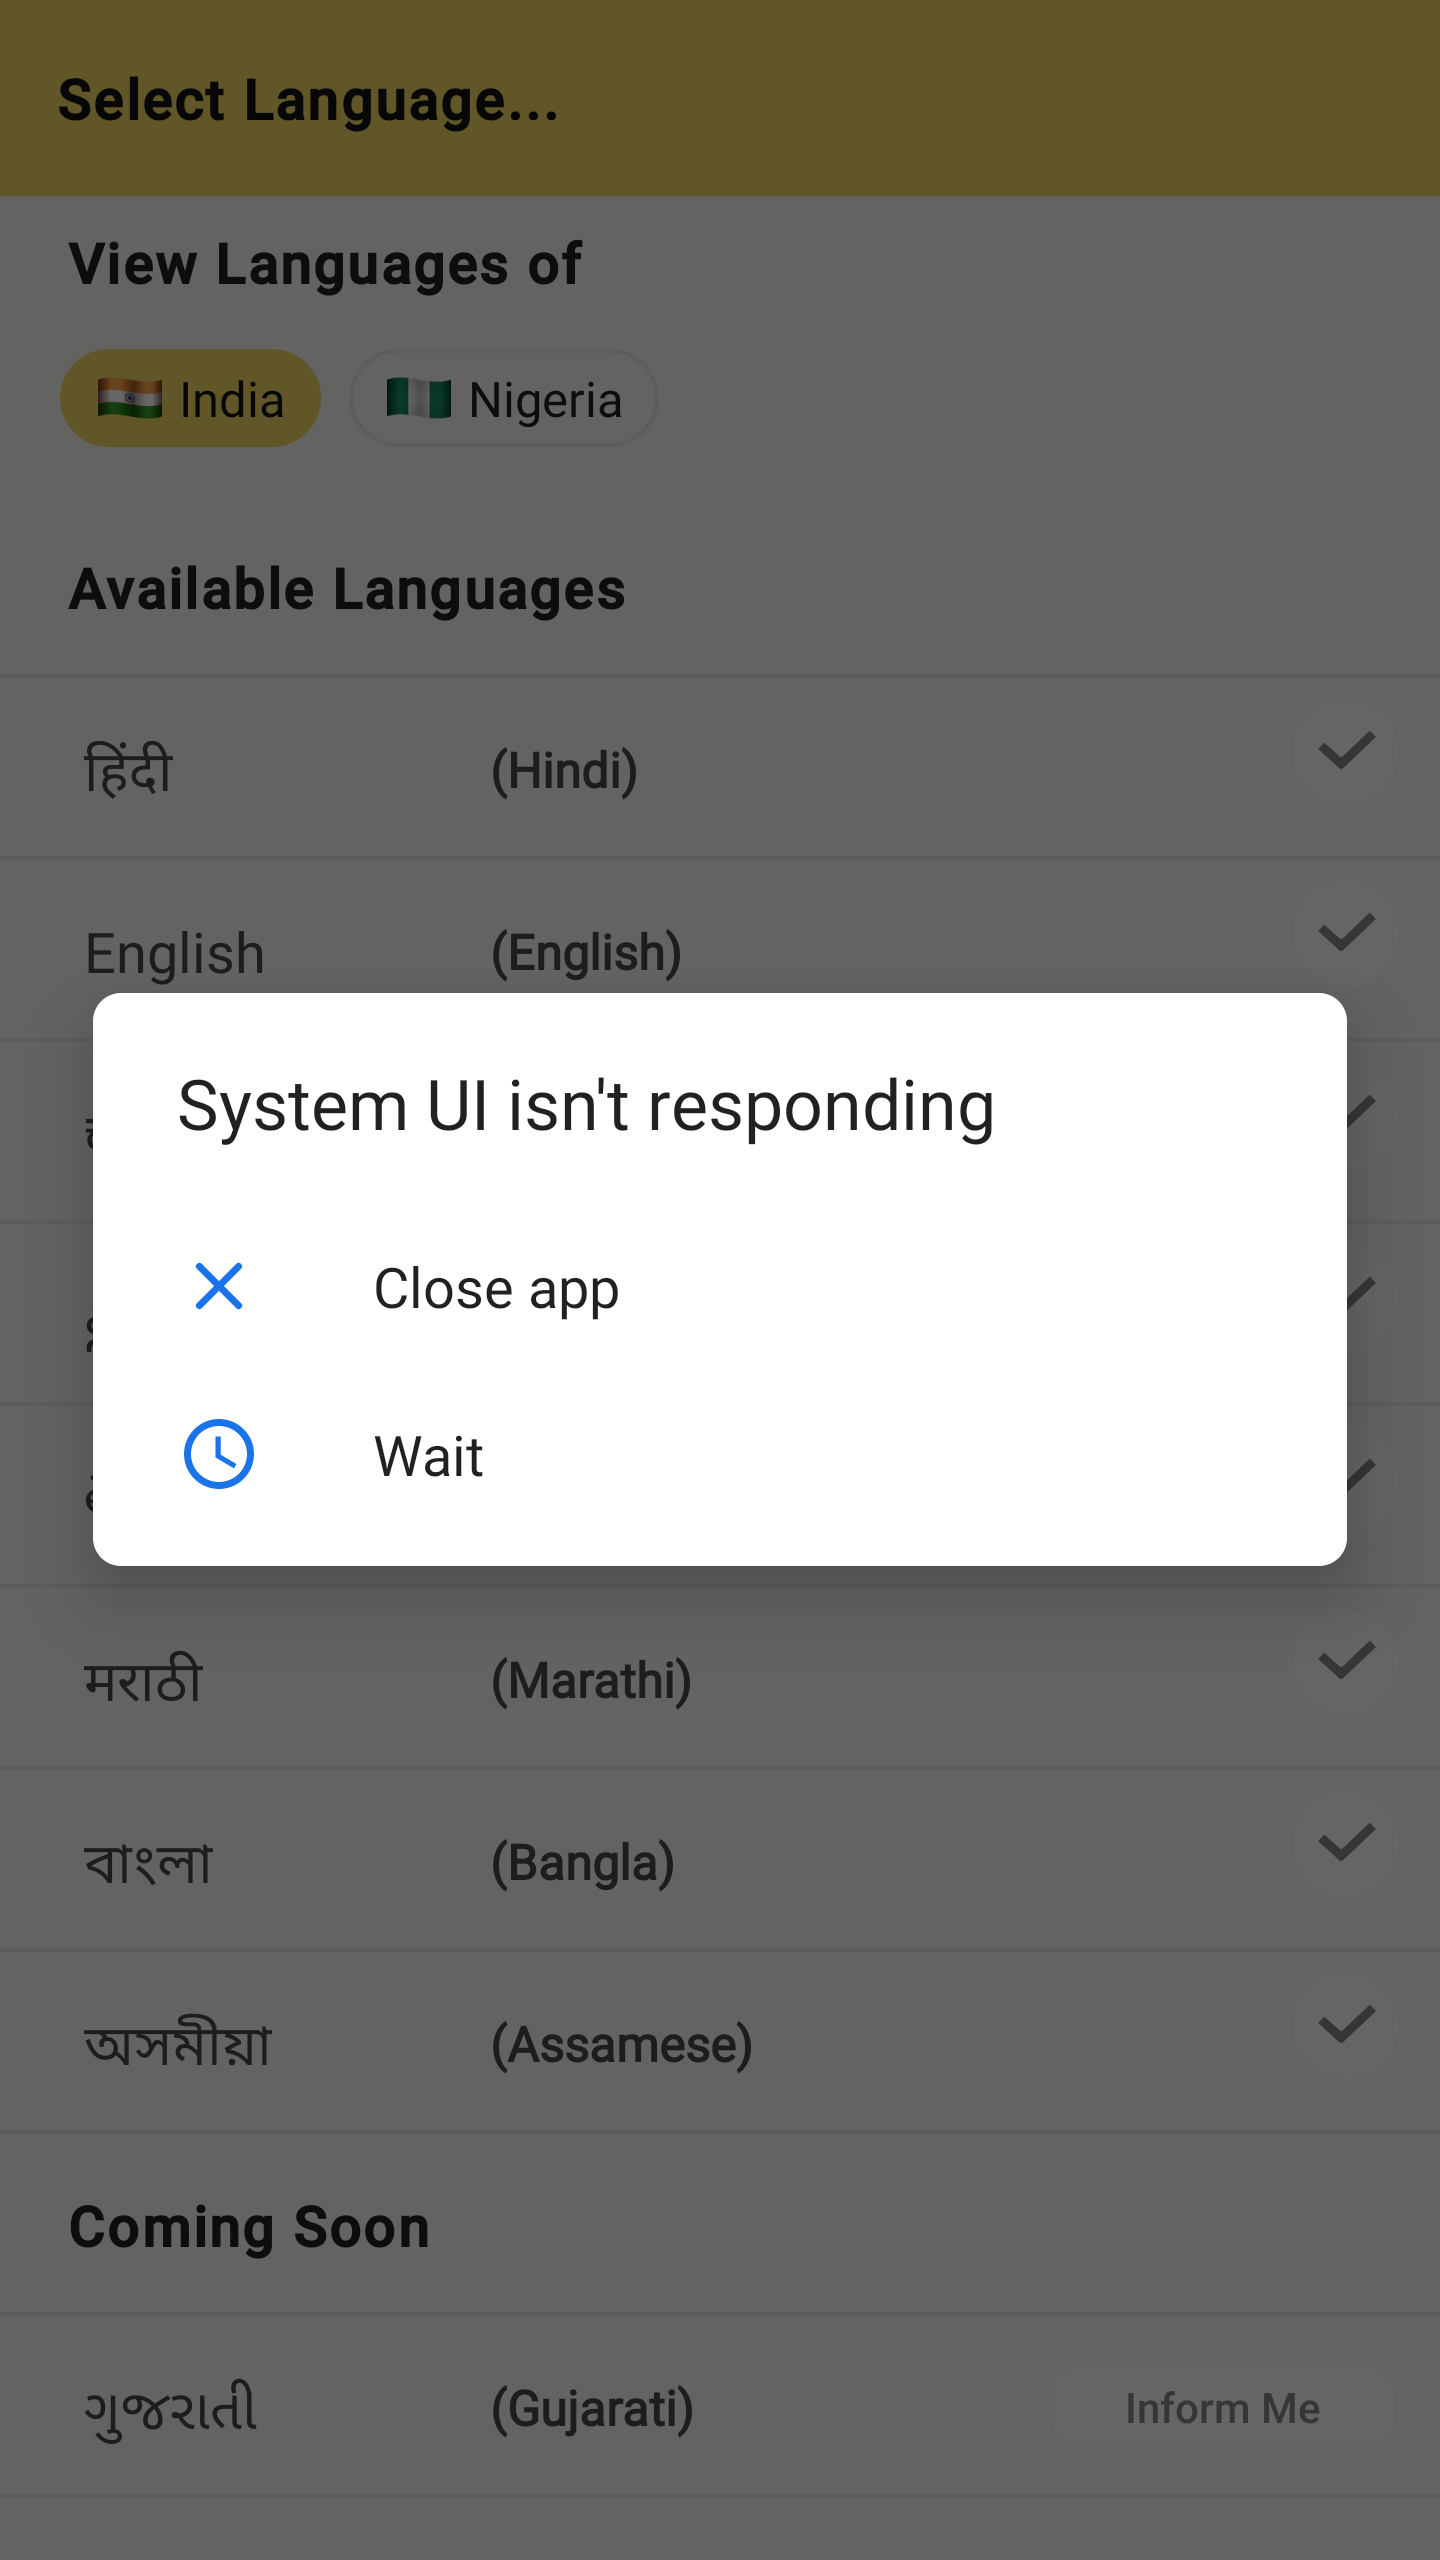 Select Language...
View Languages of
India Nigeria
Available Languages
हिंदी (Hindi)
English (English)
System UI isn't responding
Close app
Wait
मराठी (Marathi)
বাংলা (Bangla)
অসমীয়া (Assamese)
Coming Soon
ગુજરાતી (Gujarati) Inform Me